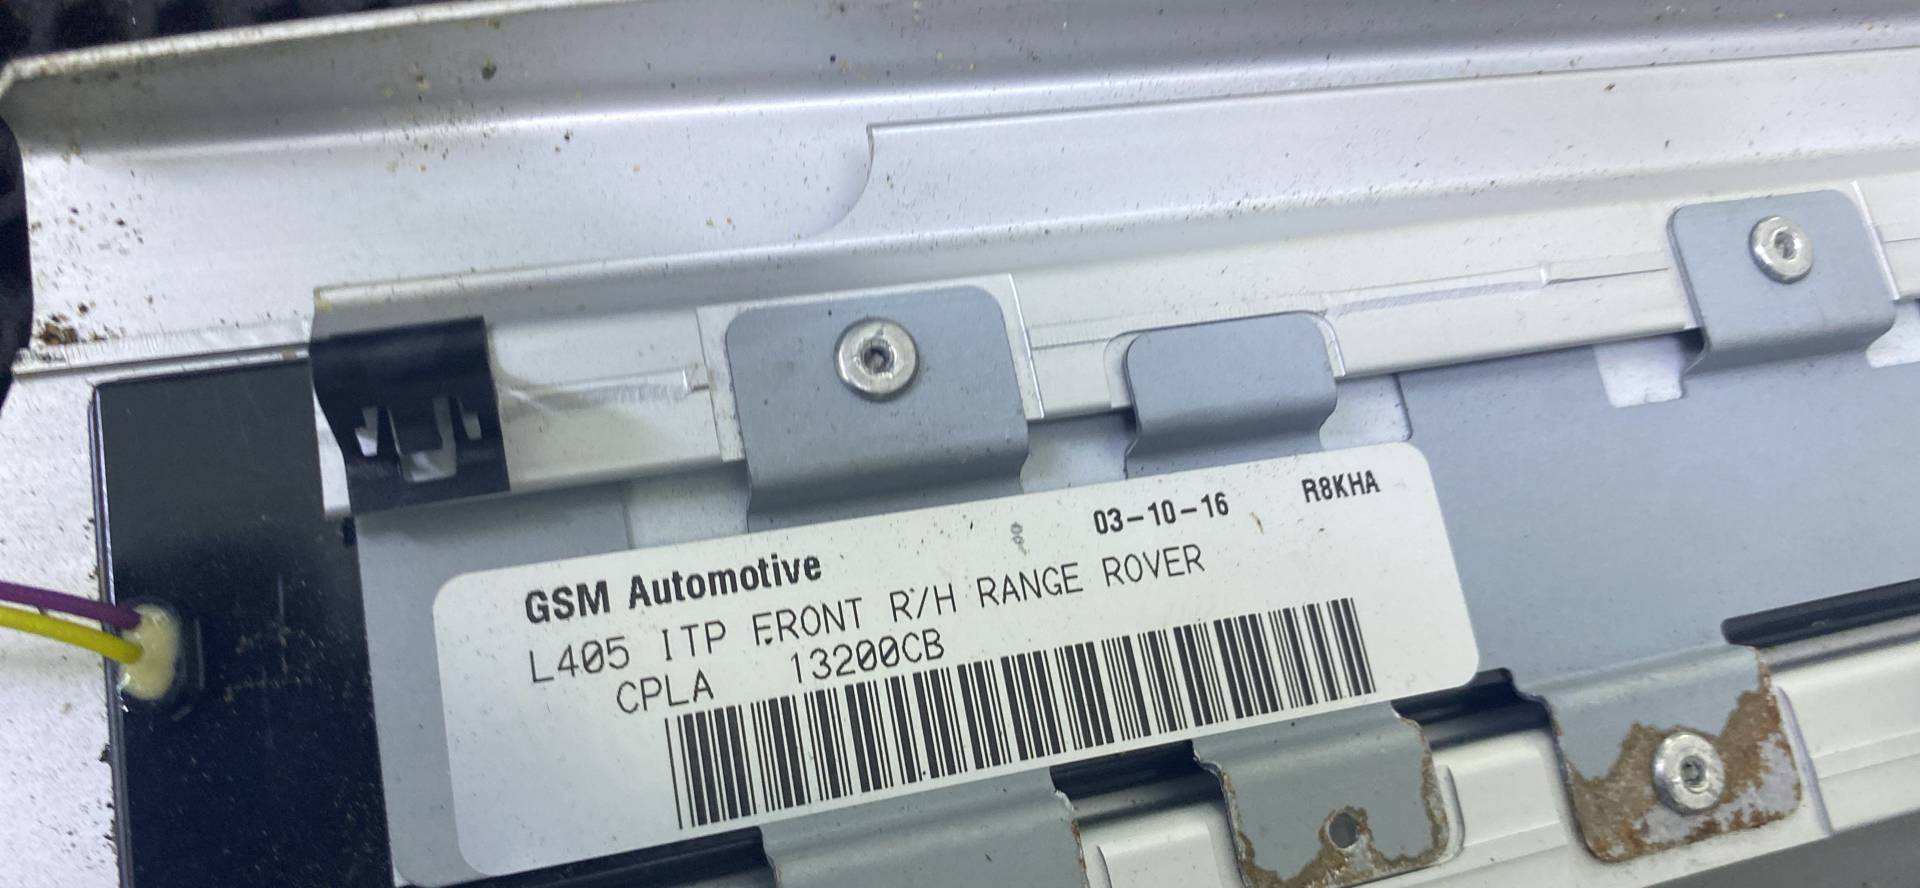 03-10-16 R8KHA
GSM Automotive
L405 ITP FRONT R/H RANGE ROVER
CPLA 13200CB